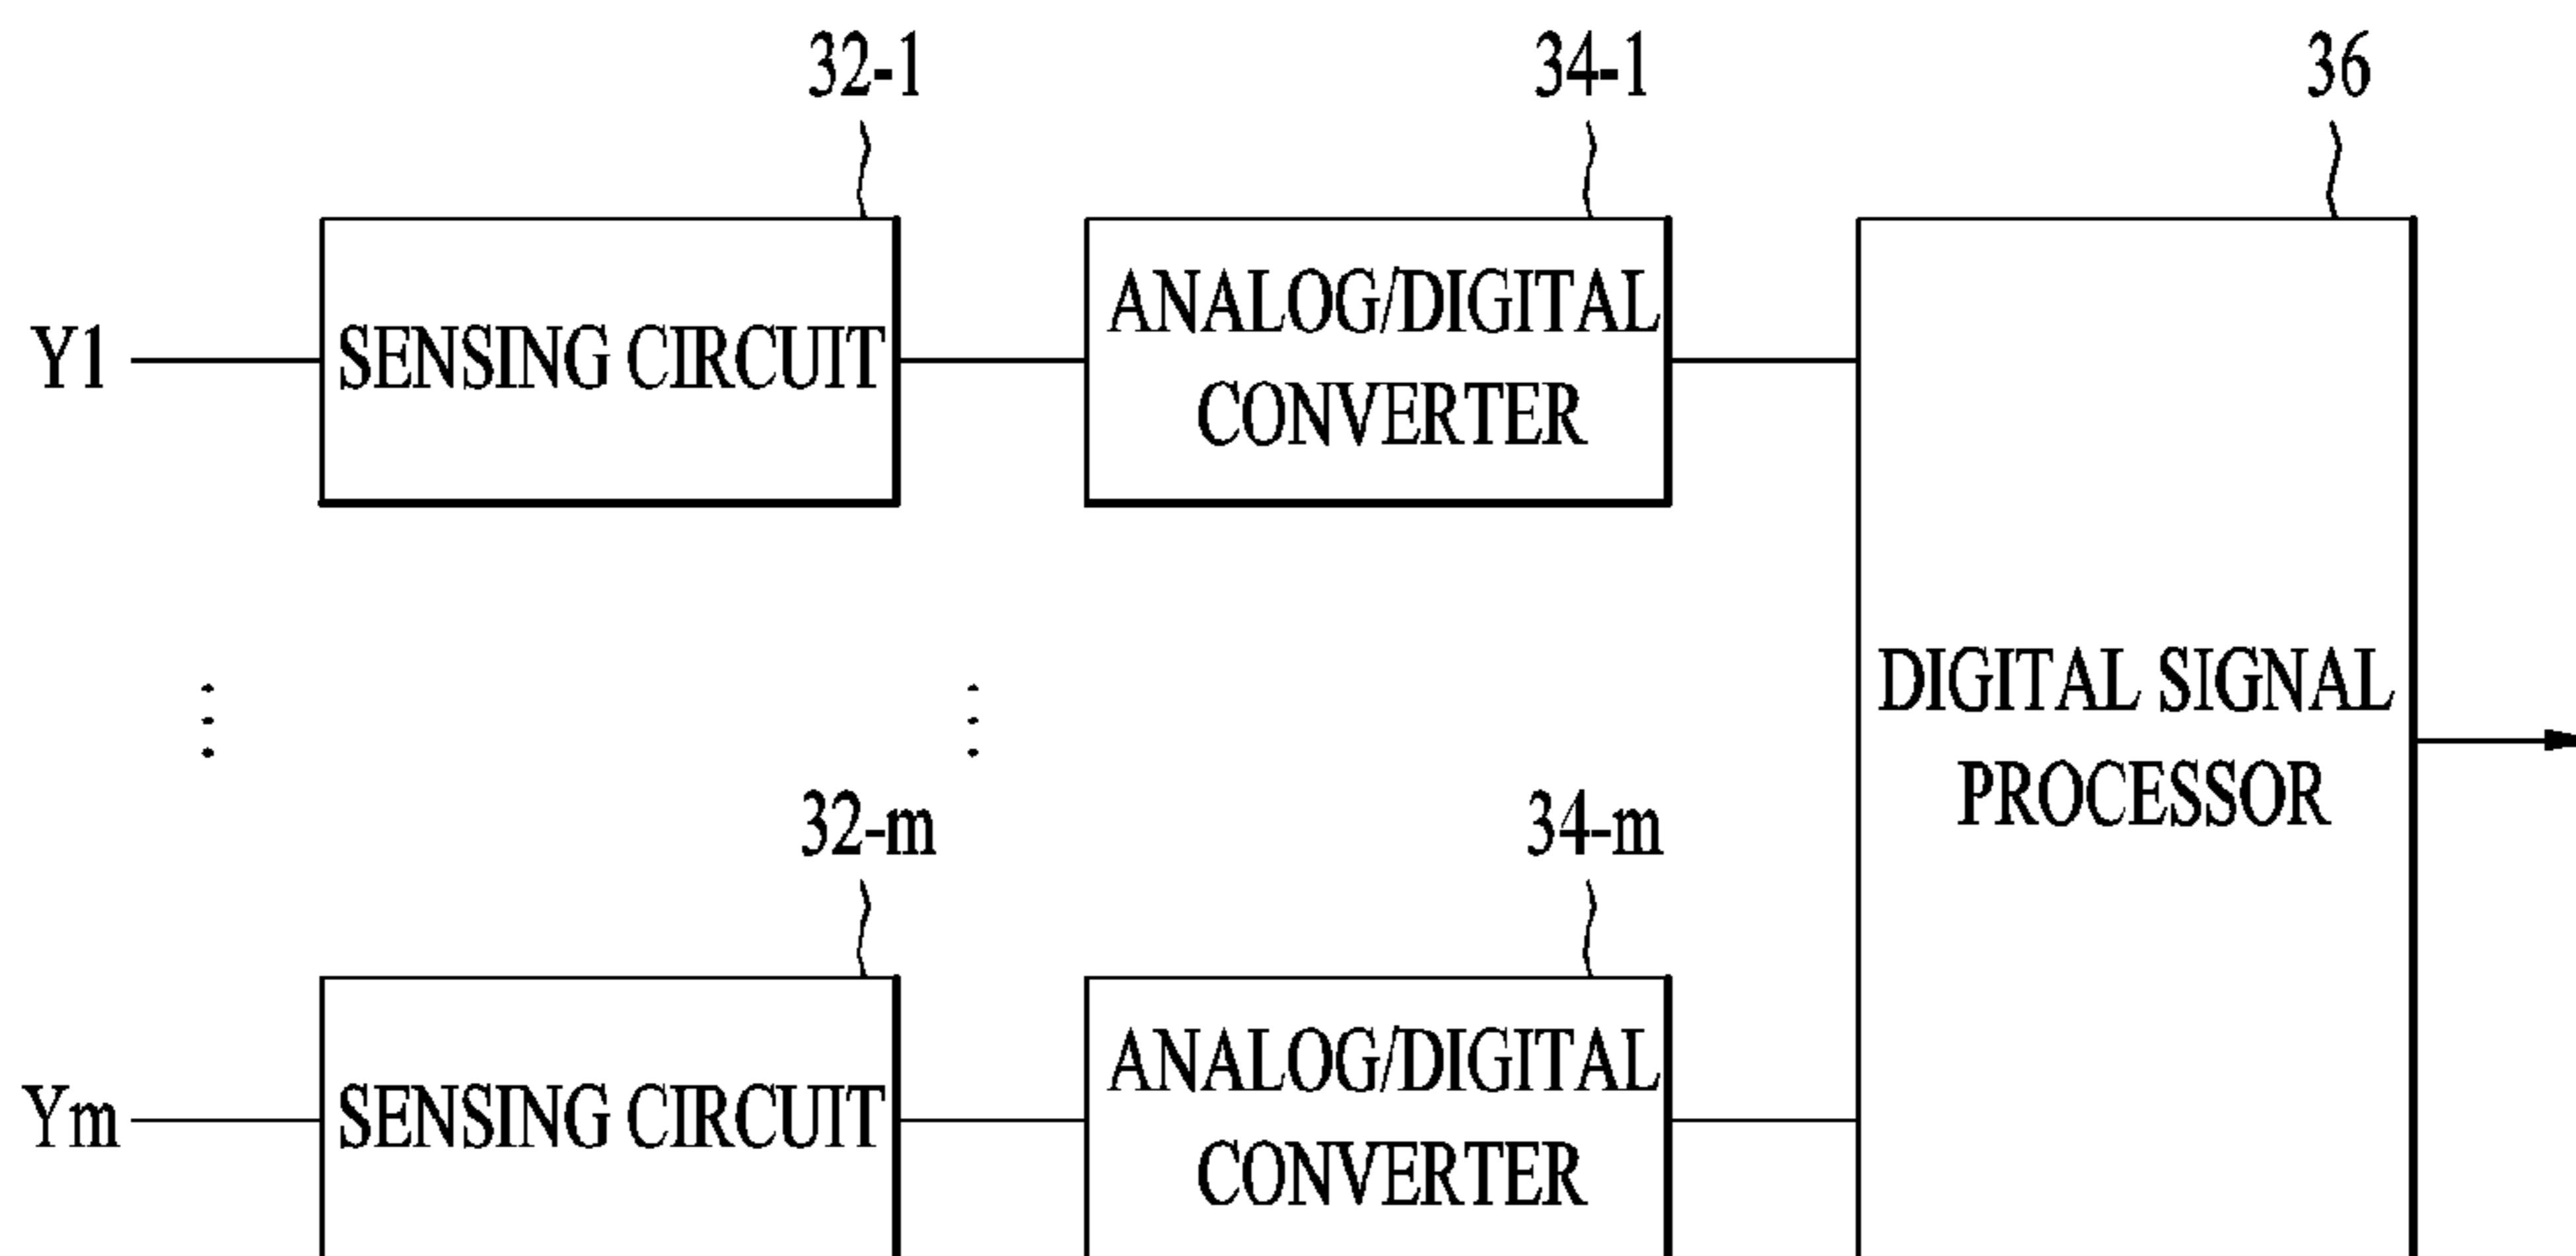 32-1
34-1
36
Y1
SENSING CIRCUIT
ANALOG/DIGITAL
CONVERTER
DIGITAL SIGNAL
PROCESSOR
32-m
34-m
Ym
SENSING CIRCUIT
ANALOG/DIGITAL
CONVERTER